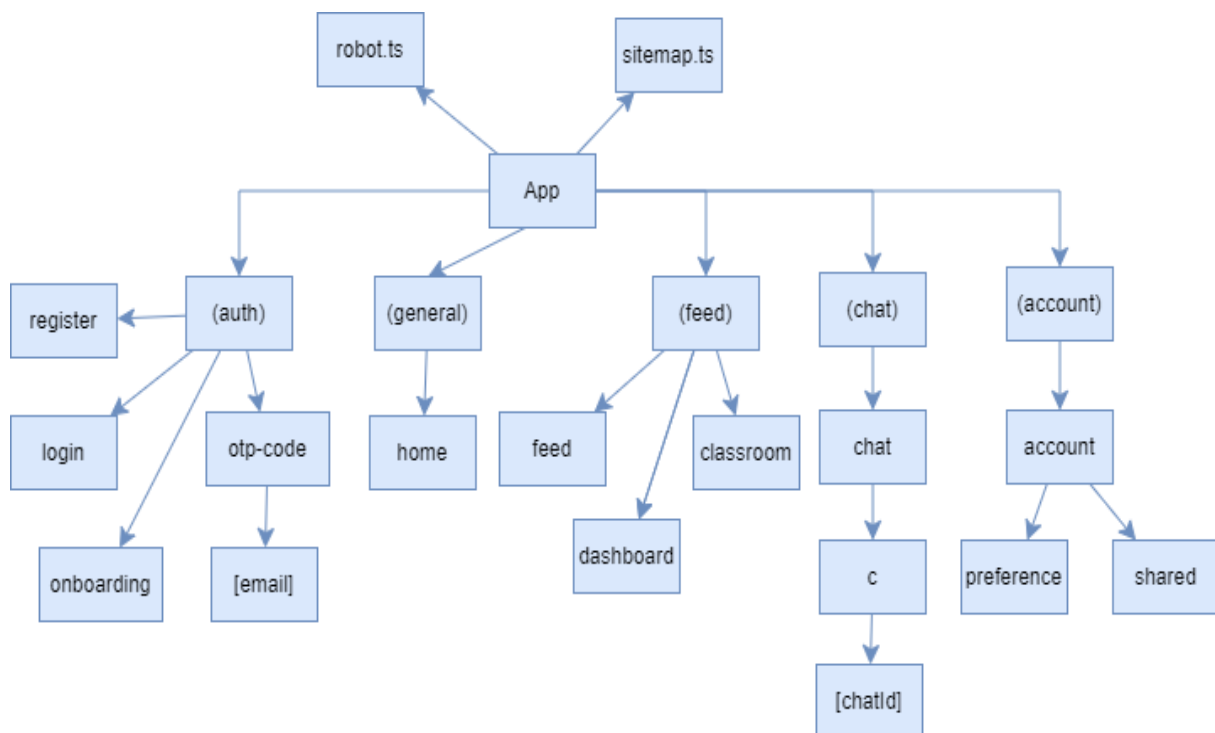 robot.ts
sitemap.ts
App
(auth)
(general)
(feed)
(chat)
(account)
register
login
otp-code
home
feed
classroom
chat
account
onboarding
[email]
dashboard
c
preference
shared
[chatId]